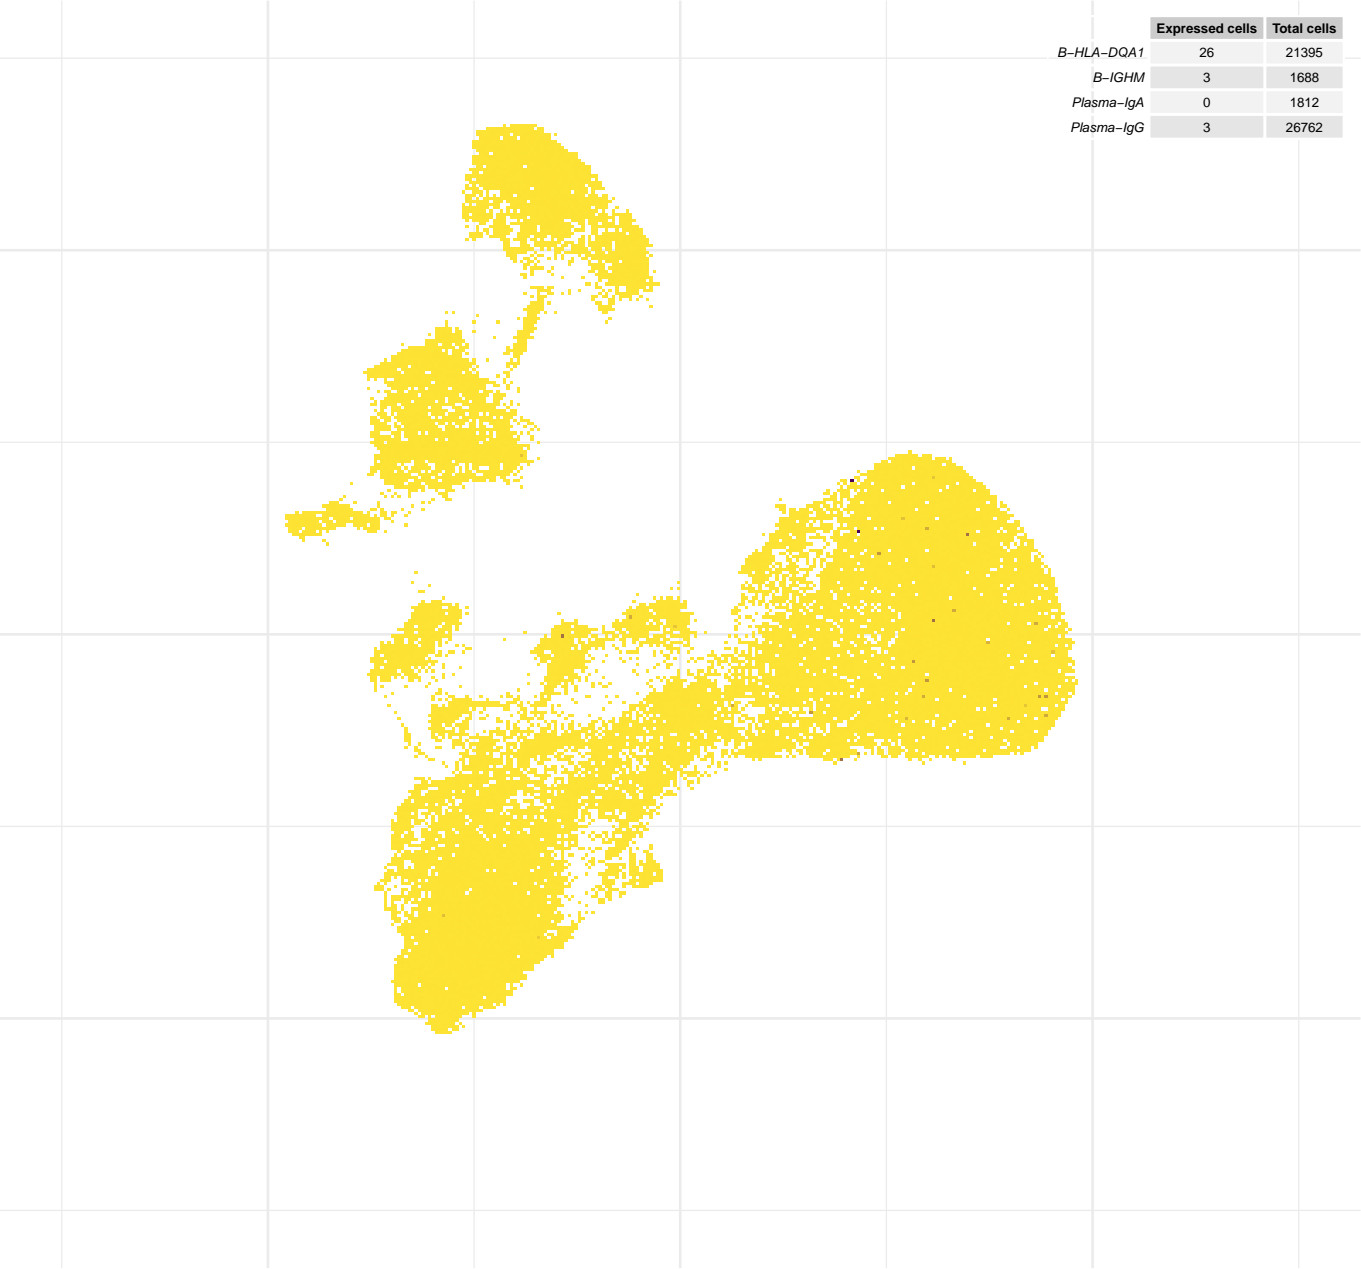 Expressed cells Total cells
B−HLA−DQA1 26 21395
B−IGHM 3 1688
Plasma−IgA 0 1812
Plasma−IgG 3 26762